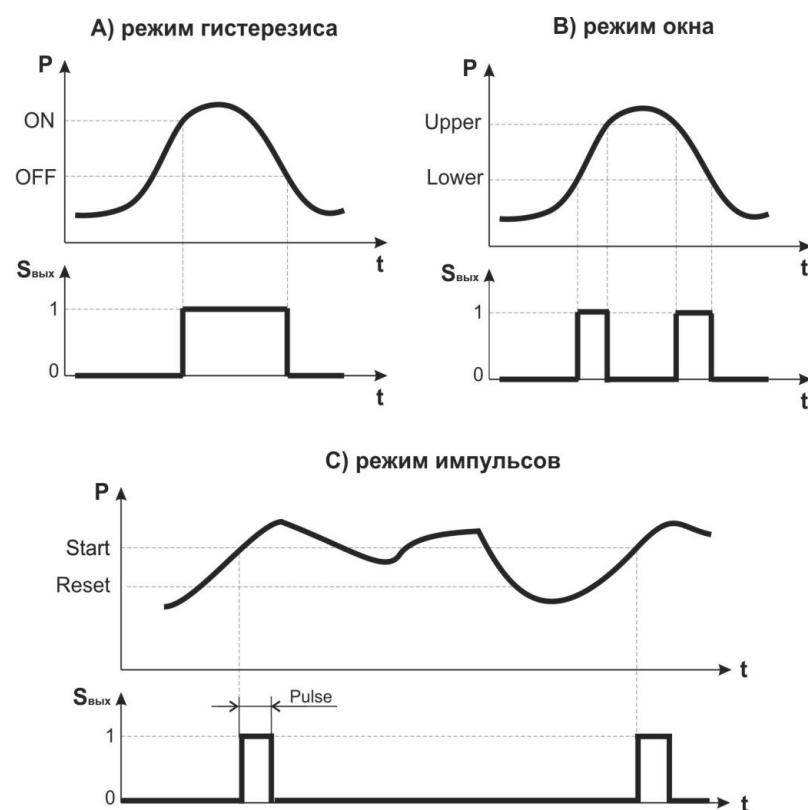 А) режим гистерезиса
P
ON
OFF
t
Sвых
1
0
t
В) режим окна
P
Upper
Lower
t
Sвых
1
0
t
С) режим импульсов
P
Start
Reset
t
Sвых
Pulse
1
0
t